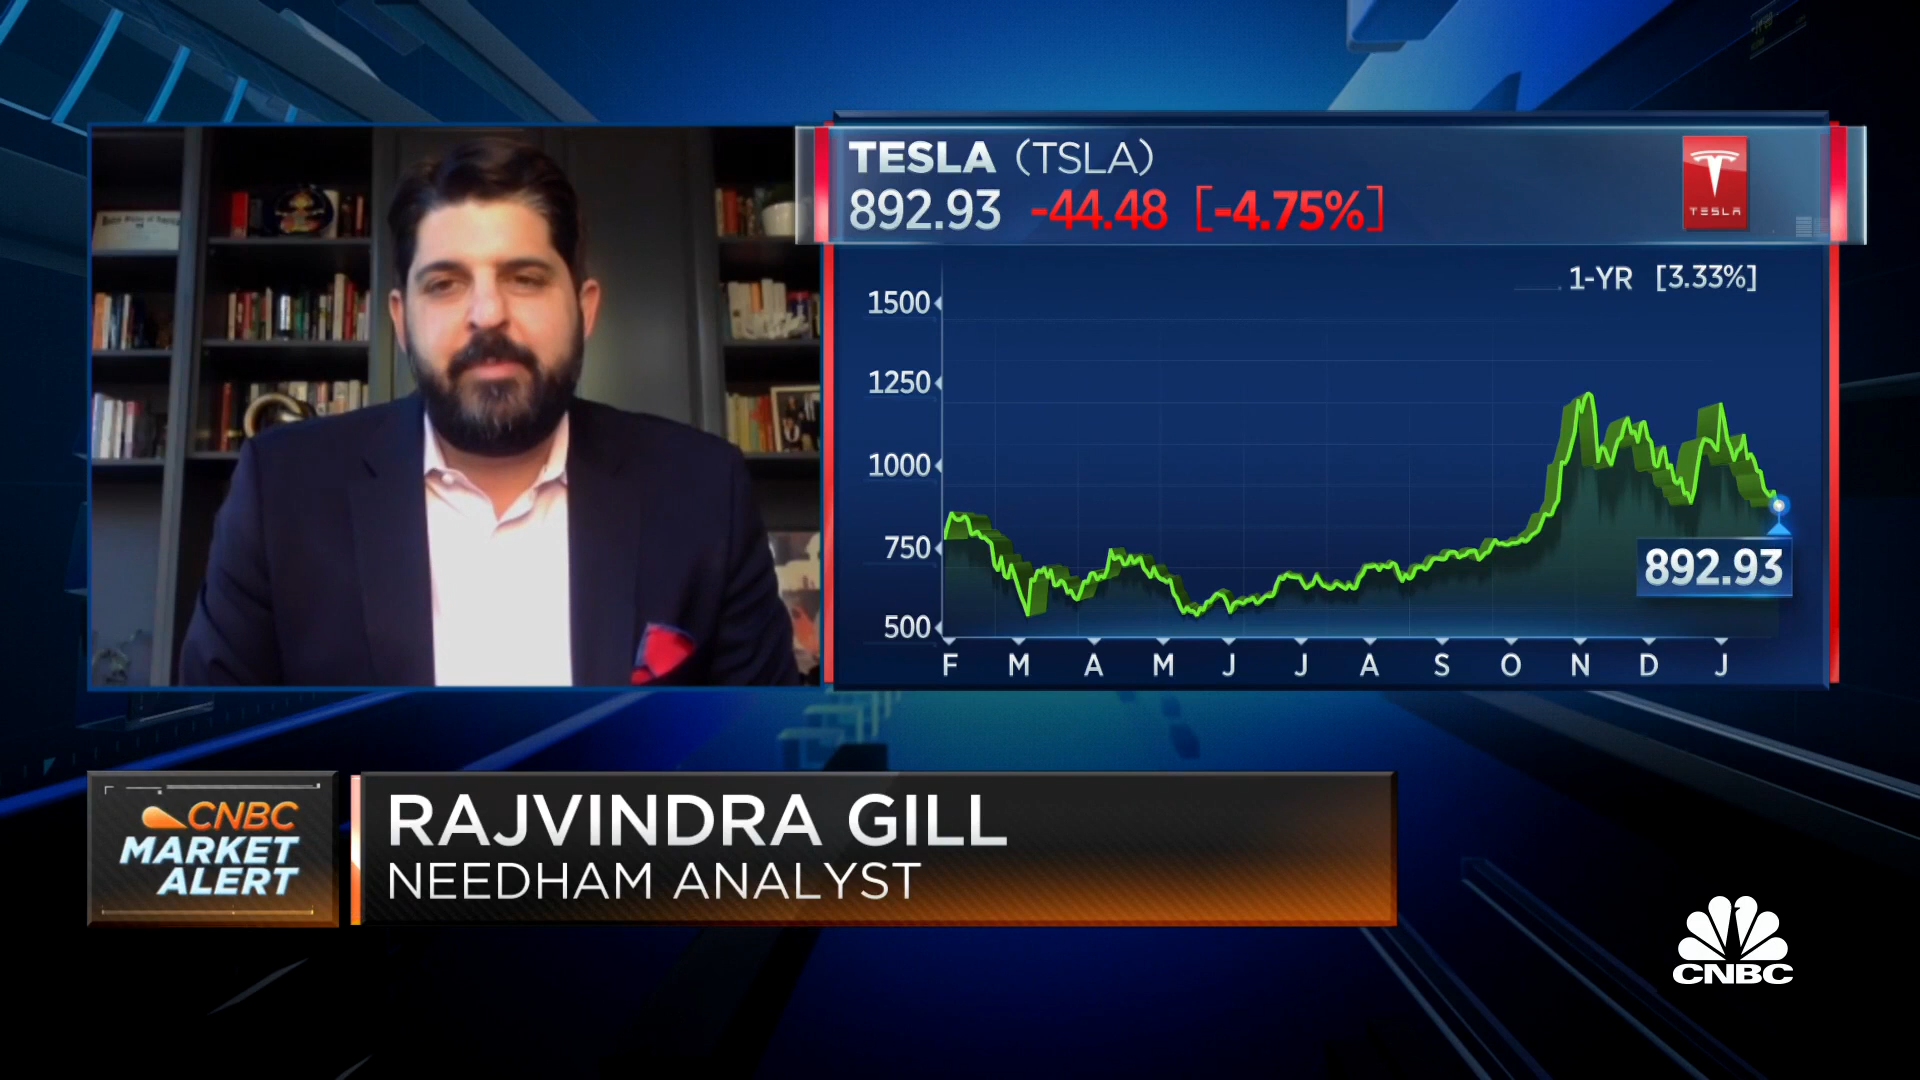 TESLA (TSLA)
892.93 -44.48 [-4.75%]
TESLA
1-YR [3.33%]
1500
1250
1000
750
500
892.93
F M A M J J A S O N D J
CNBC
MARKET
ALERT
RAJVINDRA GILL
NEEDHAM ANALYST
CNBC